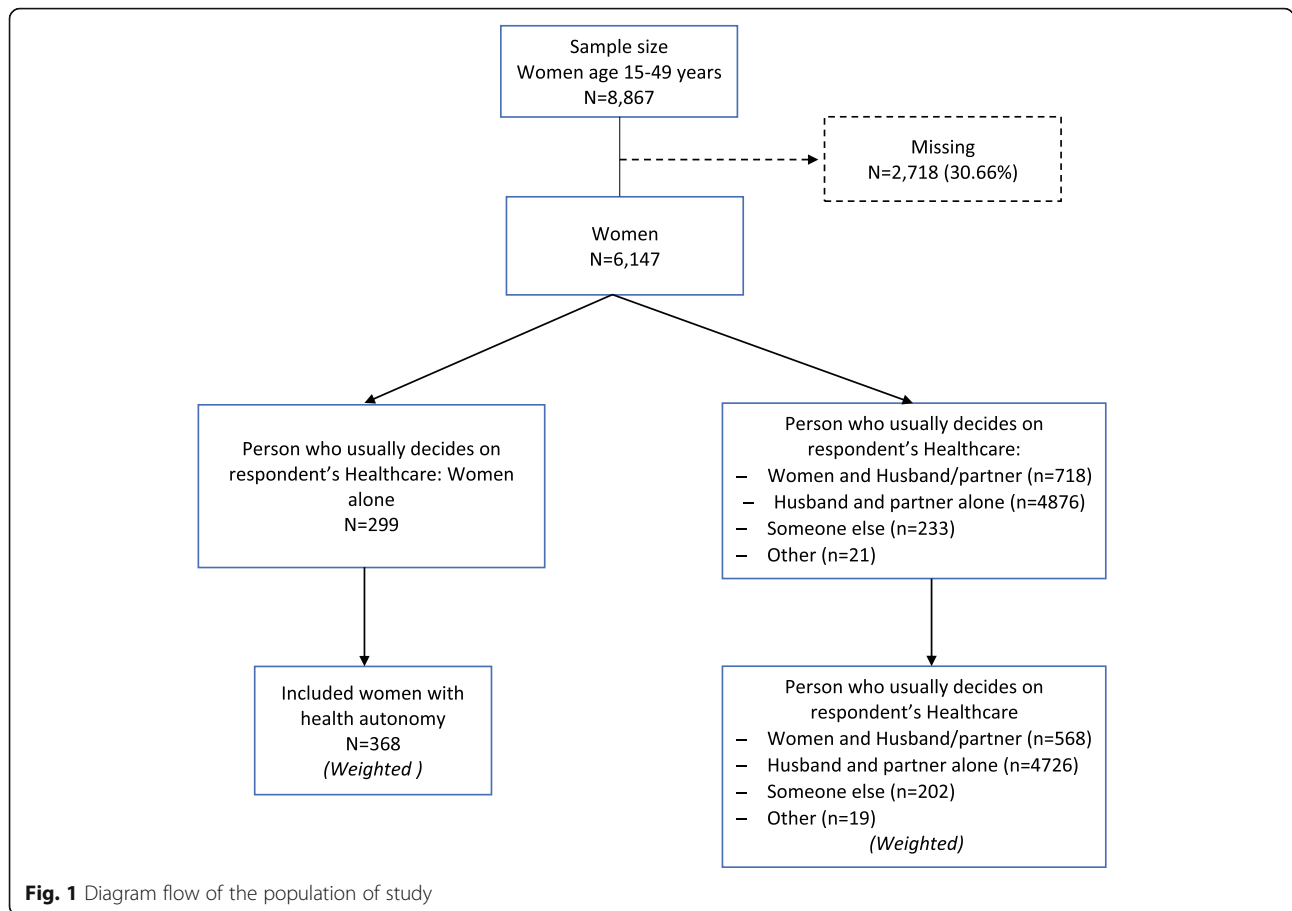 Sample size
Women age 15-49 years
N=8,867
Missing
N=2,718 (30.66%)
Women
N=6,147
Person who usually decides on
respondent’s Healthcare: Women
alone
N=299
Person who usually decides on
respondent’s Healthcare:
– Women and Husband/partner (n=718)
– Husband and partner alone (n=4876)
– Someone else (n=233)
– Other (n=21)
Included women with
health autonomy
N=368
(Weighted )
Person who usually decides on
respondent’s Healthcare
– Women and Husband/partner (n=568)
– Husband and partner alone (n=4726)
– Someone else (n=202)
– Other (n=19)
(Weighted)
Fig. 1 Diagram flow of the population of study